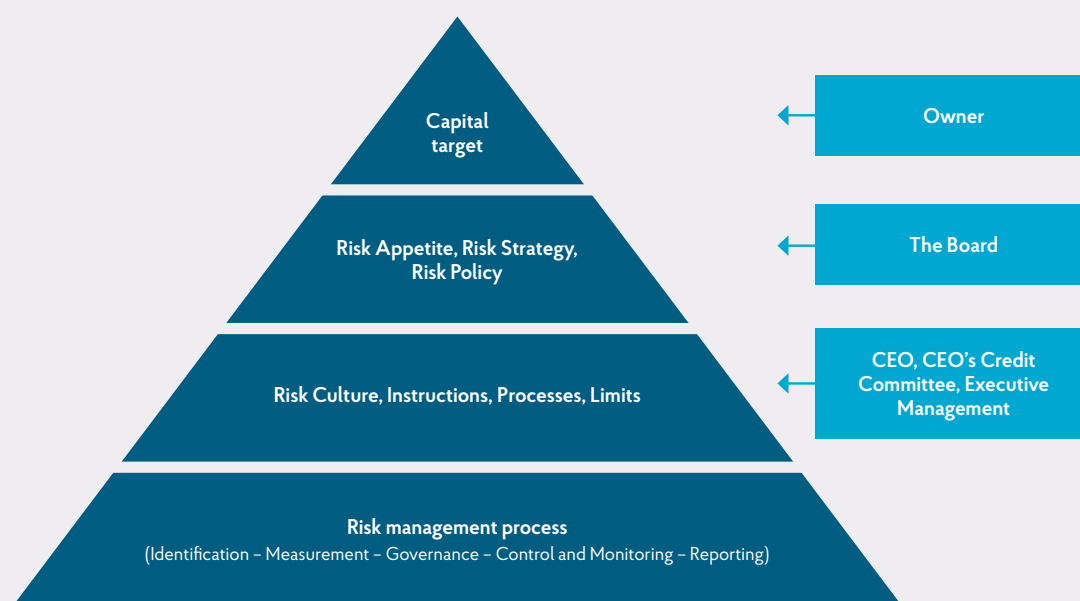 Capital
target
Owner
Risk Appetite, Risk Strategy,
Risk Policy
The Board
Risk Culture, Instructions, Processes, Limits
CEO, CEO’s Credit
Committee, Executive
Management
Risk management process
(Identification – Measurement – Governance – Control and Monitoring – Reporting)